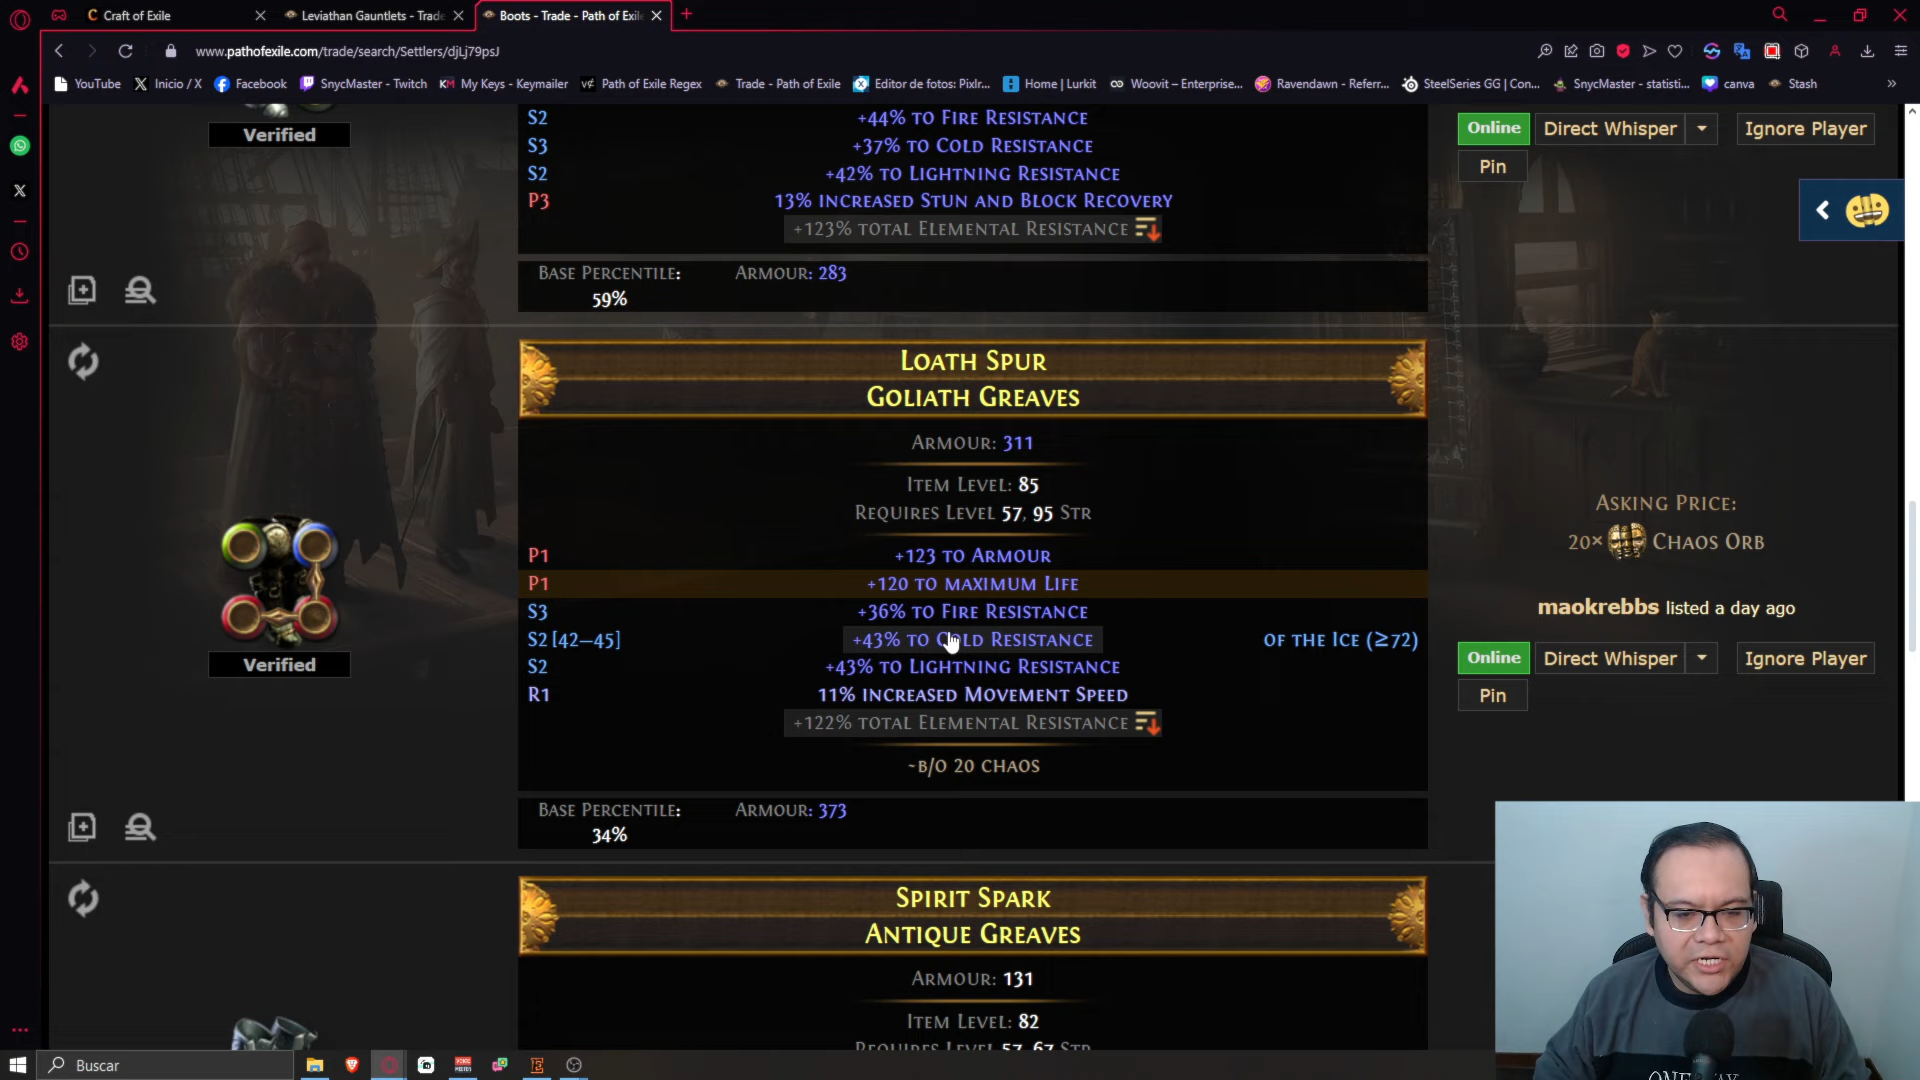 Craft of Exile
Leviathan Gauntlets - Trade
Boots - Trade - Path of Exile
www.pathofexile.com/trade/search/Settlers/djLj79psJ
YouTube
Inicio / X
Facebook
SnycMaster - Twitch
KM My Keys - Keymailer
Path of Exile Regex
Trade - Path of Exile
Editor de fotos: Pixlr...
Home | Lurkit
Woovit – Enterprise...
Ravendawn - Referr...
SteelSeries GG | Con...
SnycMaster - statisti...
canva
Stash
»
Verified
S2 +44% to Fire Resistance
S3 +37% to Cold Resistance
S2 +42% to Lightning Resistance
P3 13% increased Stun and Block Recovery
+123% total Elemental Resistance
Base Percentile: Armour: 283
59%
Online Direct Whisper Ignore Player
Pin
Loath Spur
Goliath Greaves
Armour: 311
Item Level: 85
Requires Level 57, 95 Str
P1 +123 to Armour
P1 +120 to maximum Life
S3 +36% to Fire Resistance
S2 [42—45] +43% to Cold Resistance of the Ice (≥72)
S2 +43% to Lightning Resistance
R1 11% increased Movement Speed
+122% total Elemental Resistance
~b/o 20 chaos
Base Percentile: Armour: 373
34%
Verified
Asking Price:
20× Chaos Orb
maokrebbs listed a day ago
Online Direct Whisper Ignore Player
Pin
Spirit Spark
Antique Greaves
Armour: 131
Item Level: 82
Requires Level 57, 67 Str
Buscar